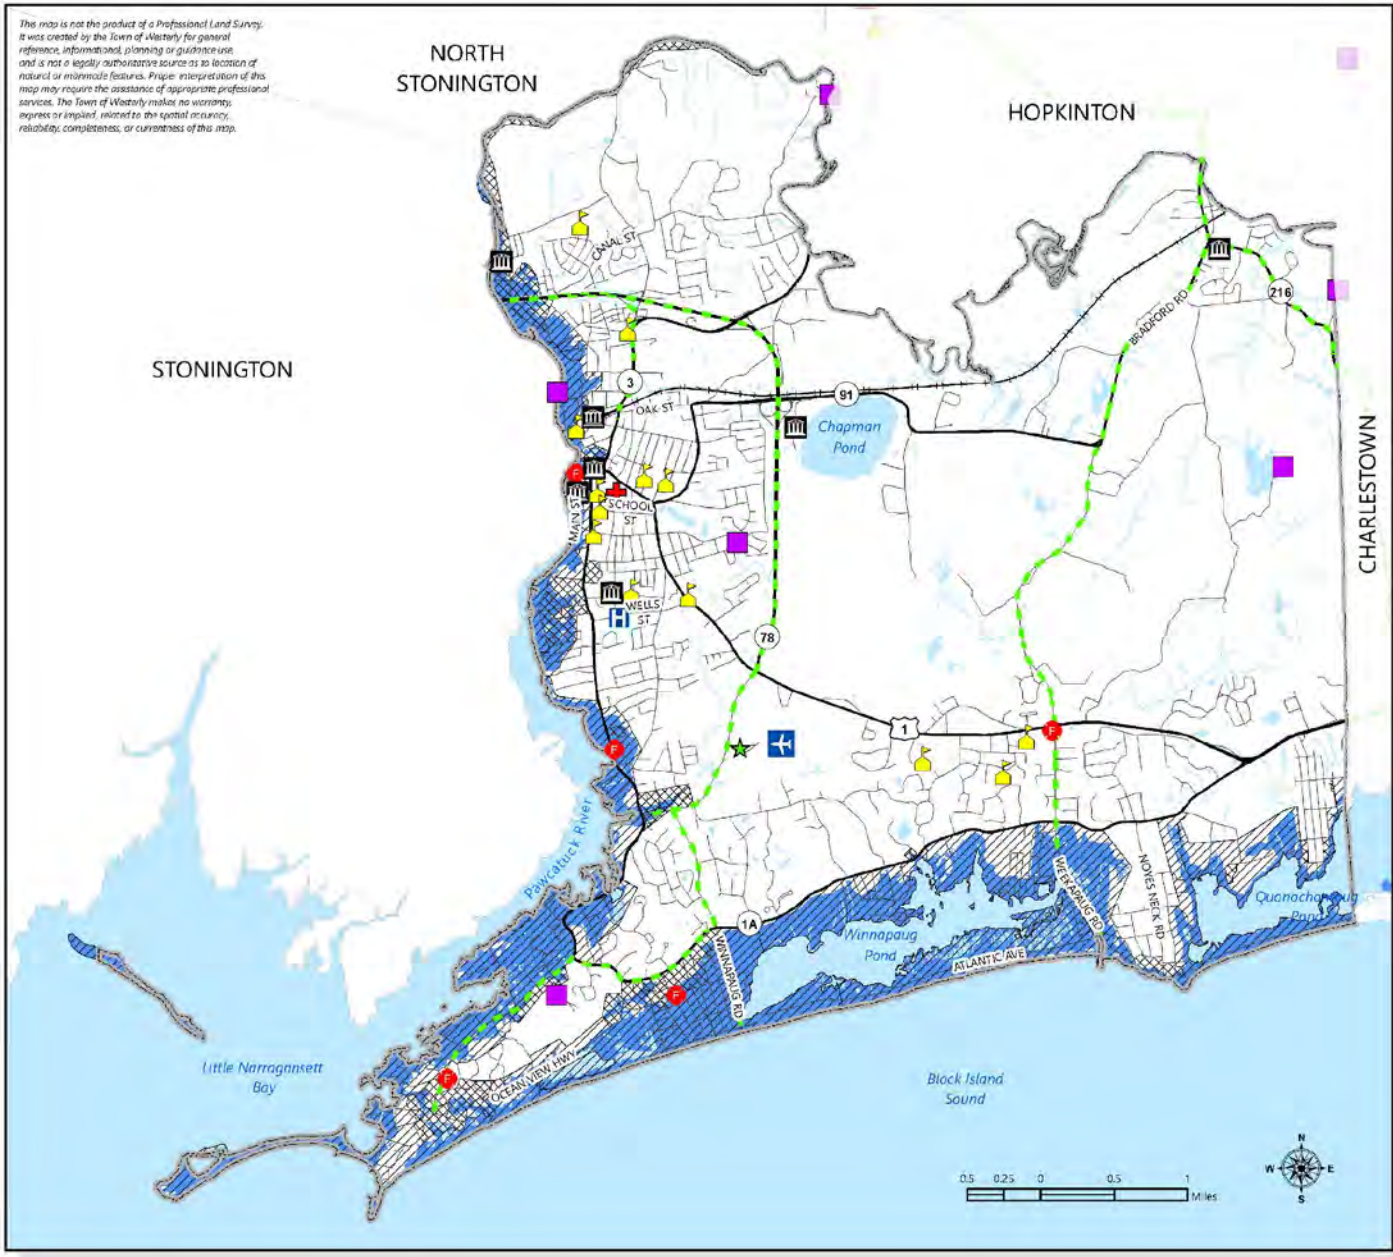 This map is not the product of a Professional Land Survey.
It was created by the Town of Westerly for general
reference, informational, planning or guidance use,
and is not a legally authoritative source as to location of
natural or manmade features. Proper interpretation of this
map may require the assistance of appropriate professional
services. The Town of Westerly makes no warranty,
express or implied, related to the spatial accuracy,
reliability, completeness, or currentness of this map.
NORTH
STONINGTON
HOPKINTON
CANAL ST
216
BRADFORD RD
STONINGTON
3
91
OAK ST
Chapman
Pond
CHARLESTOWN
F
MAIN ST
SCHOOL
ST
WELLS
ST
H
78
1
F
F
Pawcatuck River
NOYES NECK RD
WEEKAPAUG RD
Quonochontaug
Pond
1A
Winnapaug
Pond
ATLANTIC AVE
WINNAPAUG RD
F
Little Narragansett
Bay
F
OCEAN VIEW HWY
Block Island
Sound
N
W E
S
0.5 0.25 0 0.5 1
Miles